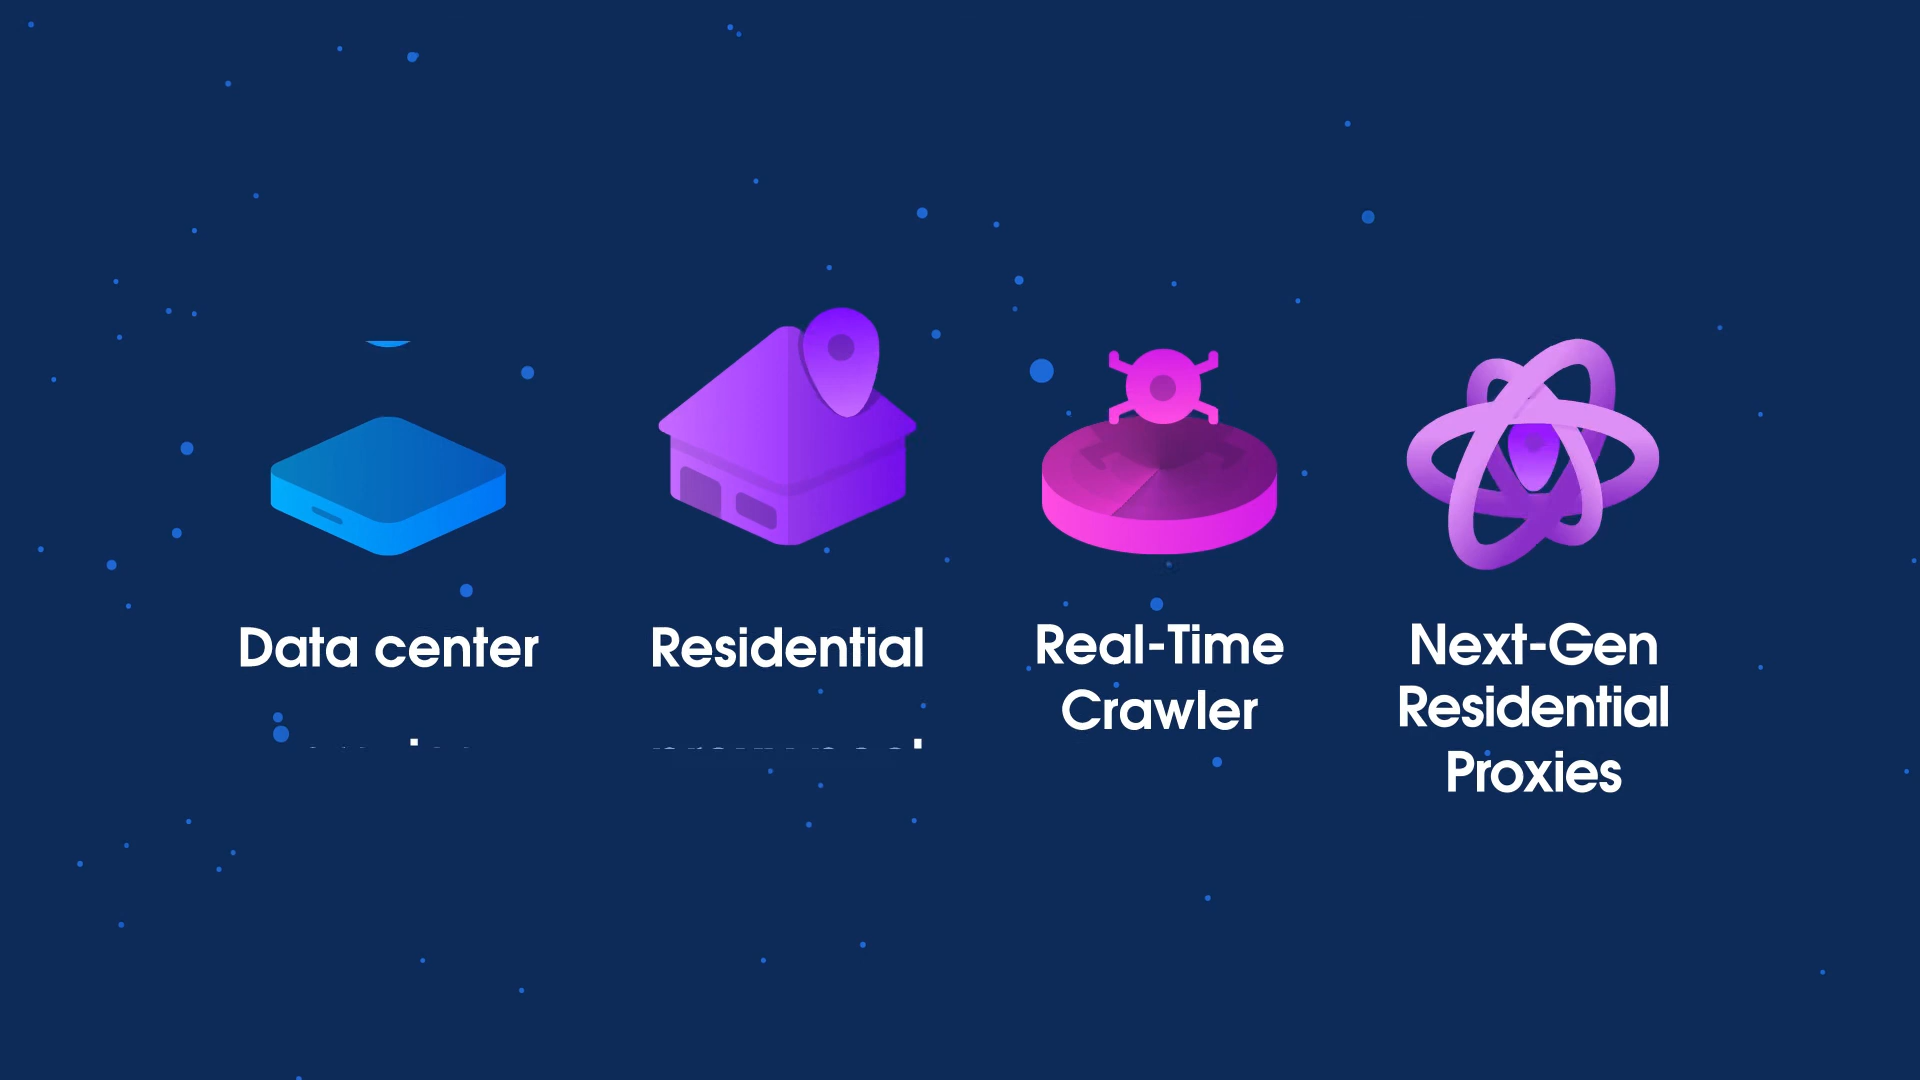 Data center
Residential
Real-Time
Crawler
Next-Gen
Residential
Proxies